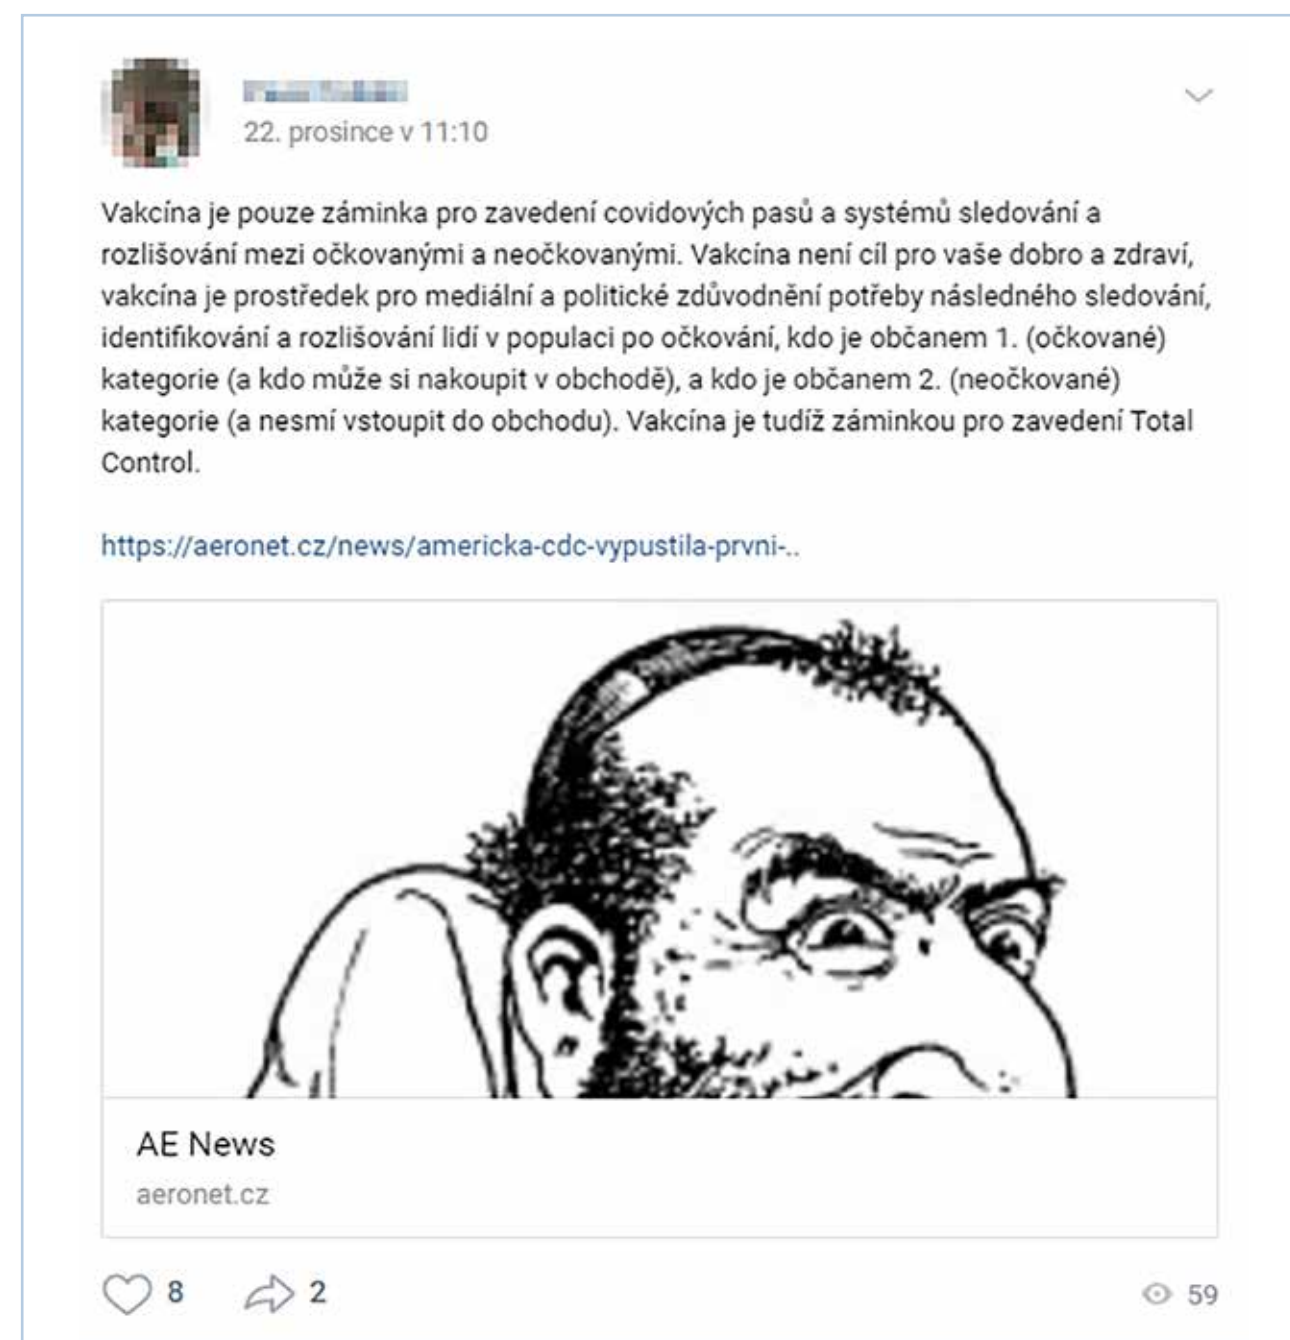 22. prosince v 11:10
Vakcína je pouze záminka pro zavedení covidových pasů a systémů sledování a
rozlišování mezi očkovanými a neočkovanými. Vakcína není cíl pro vaše dobro a zdraví,
vakcína je prostředek pro mediální a politické zdůvodnění potřeby následného sledování,
identifikování a rozlišování lidí v populaci po očkování, kdo je občanem 1. (očkované)
kategorie (a kdo může si nakoupit v obchodě), a kdo je občanem 2. (neočkované)
kategorie (a nesmí vstoupit do obchodu). Vakcína je tudíž záminkou pro zavedení Total
Control.
https://aeronet.cz/news/americka-cdc-vypustila-prvni-..
AE News
aeronet.cz
8 2 59